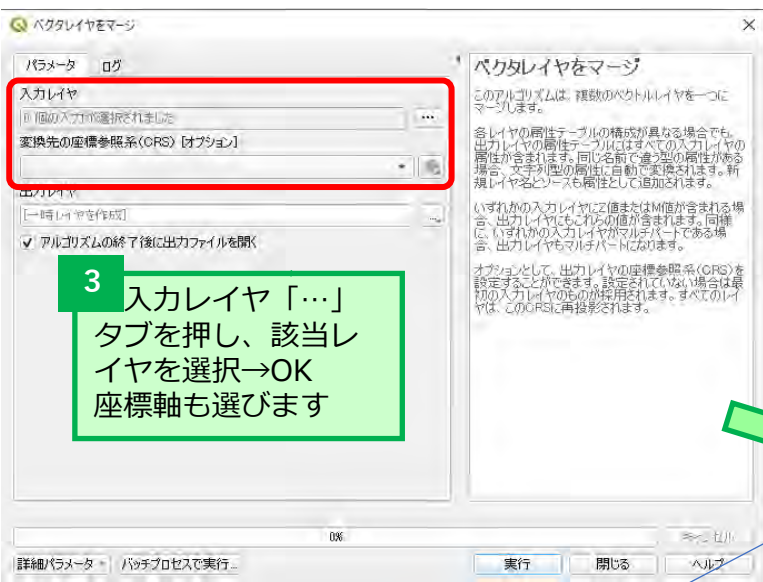 ベクタレイヤをマージ
パラメータ ログ
入力レイヤ
0 個の入力が選択されました
…
変換先の座標参照系(CRS) [オプション]
出力レイヤ
[一時レイヤを作成]
アルゴリズムの終了後に出力ファイルを開く
3
入力レイヤ「…」
タブを押し、該当レ
イヤを選択→OK
座標軸も選びます
ベクタレイヤをマージ
このアルゴリズムは、複数のベクトルレイヤを一つに
マージします。
各レイヤの属性テーブルの構成が異なる場合でも、
出力レイヤの属性テーブルにはすべての入力レイヤの
属性が含まれます。同じ名前で違う型の属性がある
場合、文字列型の属性に自動で変換されます。新
規レイヤ名とソースも属性として追加されます。
いずれかの入力レイヤにZ値またはM値が含まれる場
合、出力レイヤにもこれらの値が含まれます。同様
に、いずれかの入力レイヤがマルチパートである場
合、出力レイヤもマルチパートになります。
オプションとして、出力レイヤの座標参照系(CRS)を
設定することができます。設定されていない場合は最
初の入力レイヤのものが採用されます。すべてのレイ
ヤは、このCRSに再投影されます。
0%
キャンセル
詳細パラメータ バッチプロセスで実行... 実行 閉じる ヘルプ